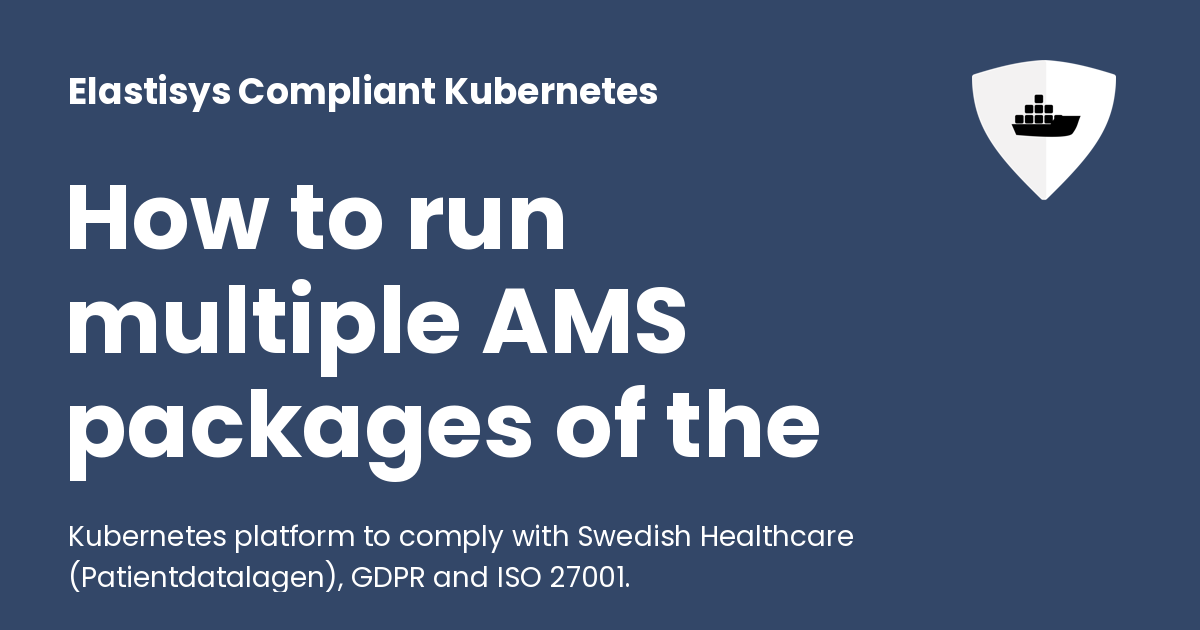 Elastisys Compliant Kubernetes
How to run
multiple AMS
packages of the
Kubernetes platform to comply with Swedish Healthcare
(Patientdatalagen), GDPR and ISO 27001.